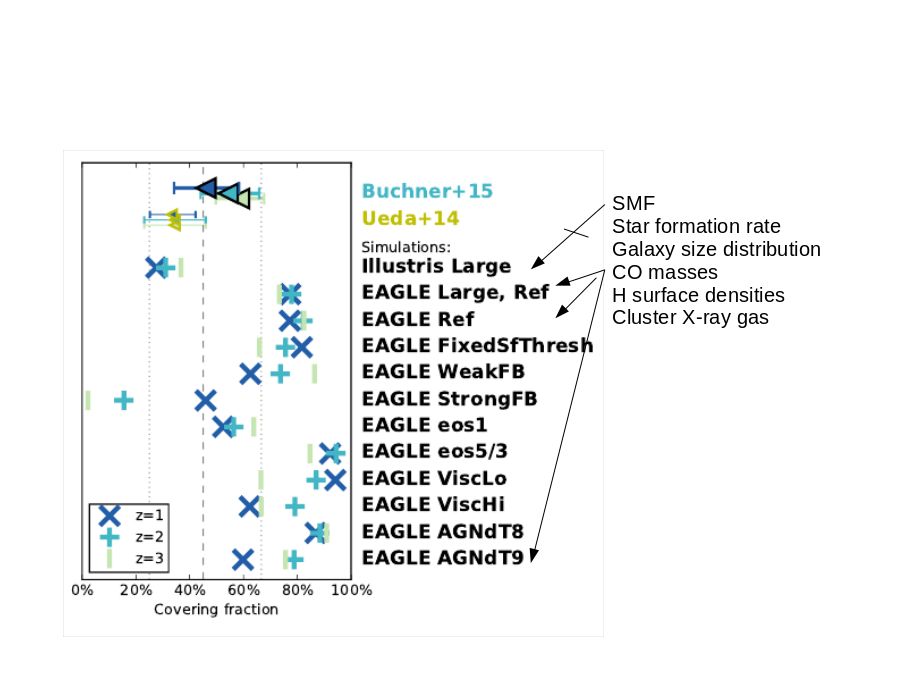 Buchner+15
Ueda+14
Simulations:
Illustris Large
EAGLE Large, Ref
EAGLE Ref
EAGLE FixedSfThresh
EAGLE WeakFB
EAGLE StrongFB
EAGLE eos1
EAGLE eos5/3
EAGLE ViscLo
EAGLE ViscHi
EAGLE AGNdT8
EAGLE AGNdT9
z=1
z=2
z=3
0% 20% 40% 60% 80% 100%
Covering fraction
SMF
Star formation rate
Galaxy size distribution
CO masses
H surface densities
Cluster X-ray gas